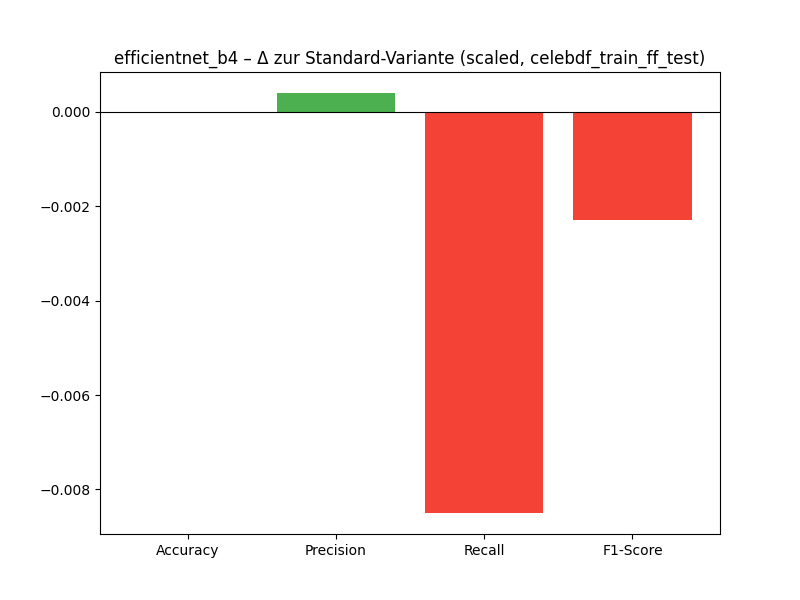 efficientnet_b4 – Δ zur Standard-Variante (scaled, celebdf_train_ff_test)
0.000
−0.002
−0.004
−0.006
−0.008
Accuracy
Precision
Recall
F1-Score